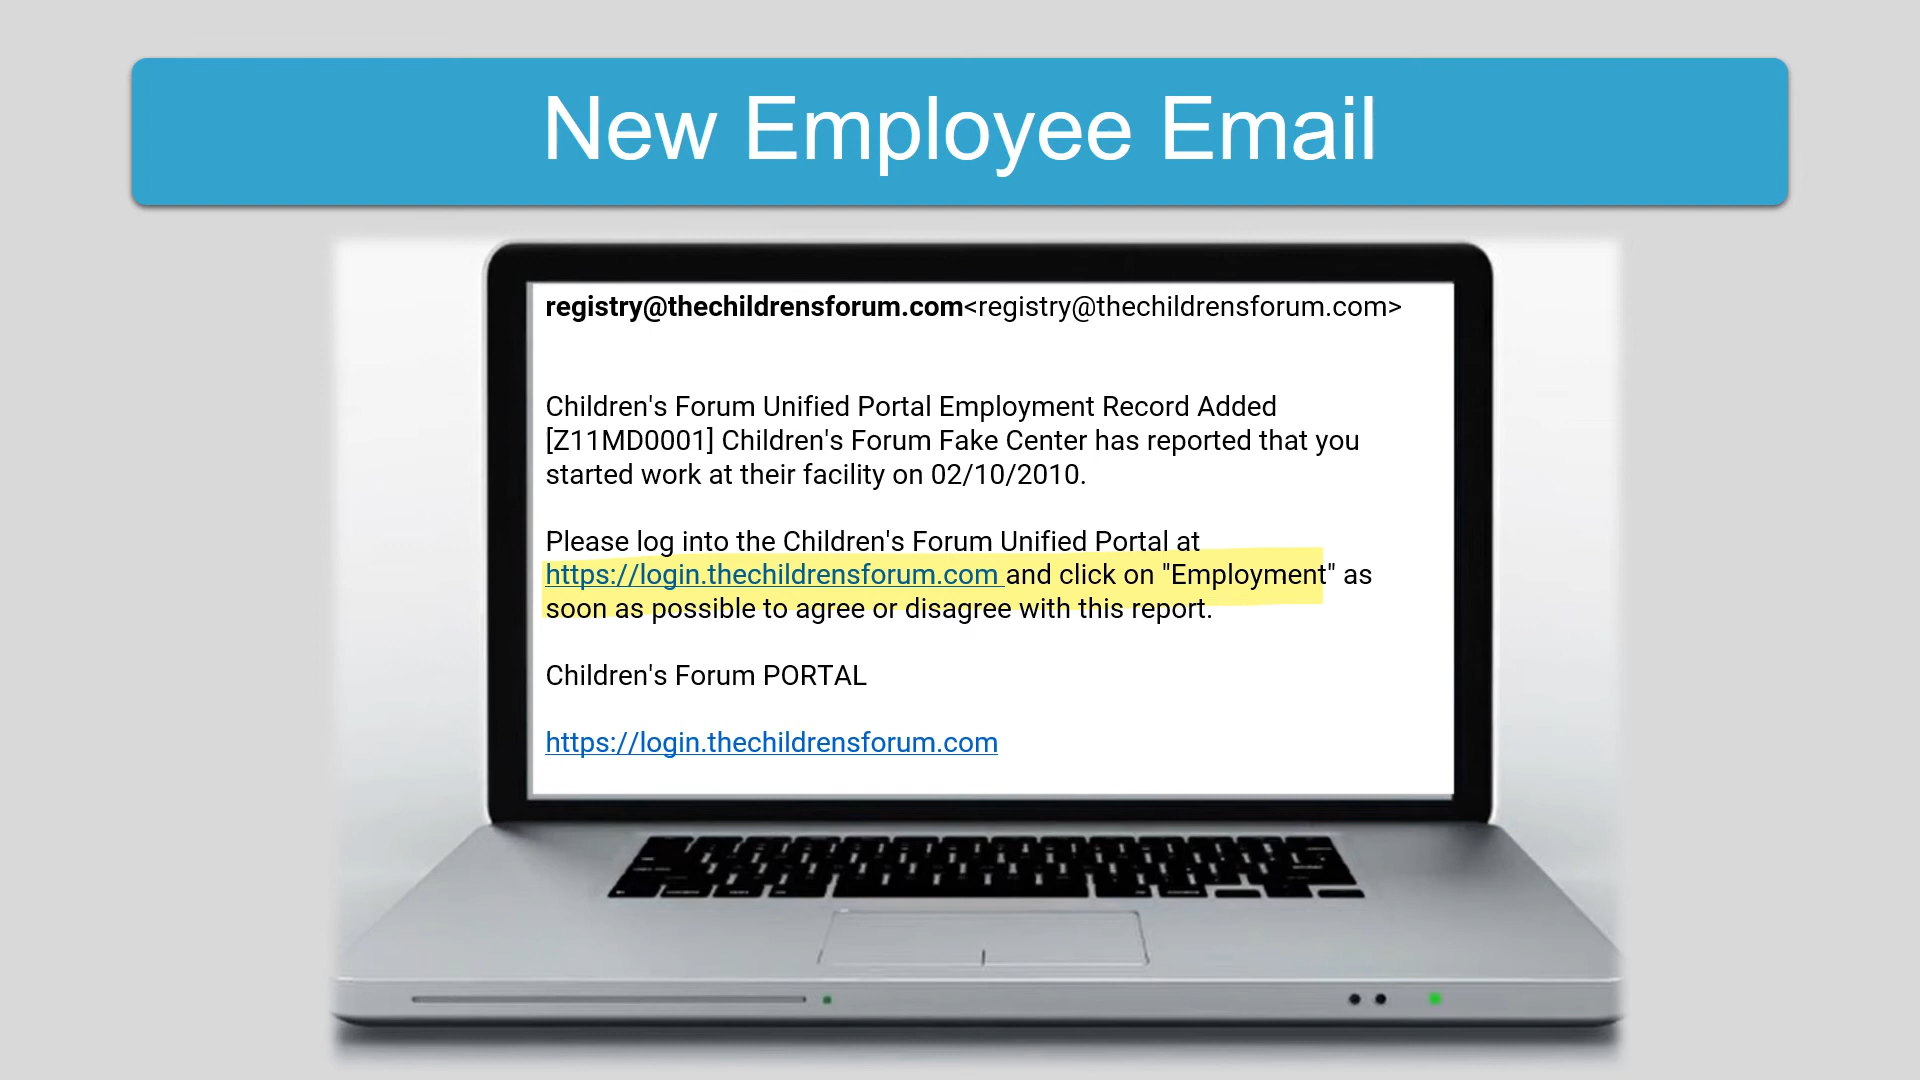 New Employee Email
registry@thechildrensforum.com<registry@thechildrensforum.com>
Children's Forum Unified Portal Employment Record Added
[Z11MD0001] Children's Forum Fake Center has reported that you
started work at their facility on 02/10/2010.
Please log into the Children's Forum Unified Portal at
https://login.thechildrensforum.com and click on "Employment" as
soon as possible to agree or disagree with this report.
Children's Forum PORTAL
https://login.thechildrensforum.com